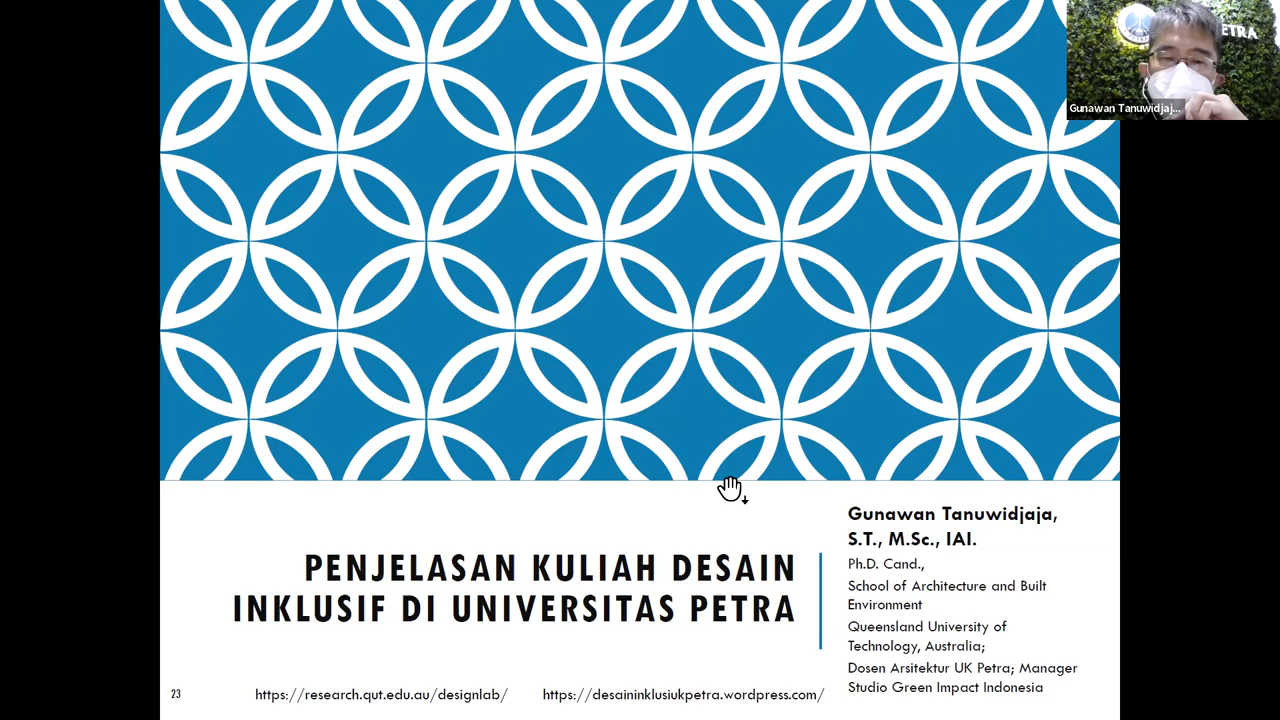 PETRA
Gunawan Tanuwidjaj...
PENJELASAN KULIAH DESAIN
INKLUSIF DI UNIVERSITAS PETRA
Gunawan Tanuwidjaja,
S.T., M.Sc., IAI.
Ph.D. Cand.,
School of Architecture and Built
Environment
Queensland University of
Technology, Australia;
Dosen Arsitektur UK Petra; Manager
Studio Green Impact Indonesia
23
https://research.qut.edu.au/designlab/
https://desaininklusiukpetra.wordpress.com/